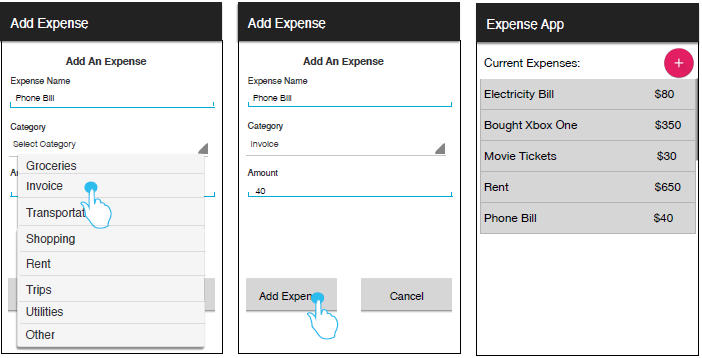 Add Expense
Add An Expense
Expense Name
Phone Bill
Category
Select Category
Groceries
Invoice
Shopping
Rent
Trips
Utilities
Other
Add Expense
Add An Expense
Expense Name
Phone Bill
Category
Invoice
Amount
40
Add
Cancel
Expense App
Current Expenses:
+
Electricity Bill $80
Bought Xbox One $350
Movie Tickets $30
Rent $650
Phone Bill $40